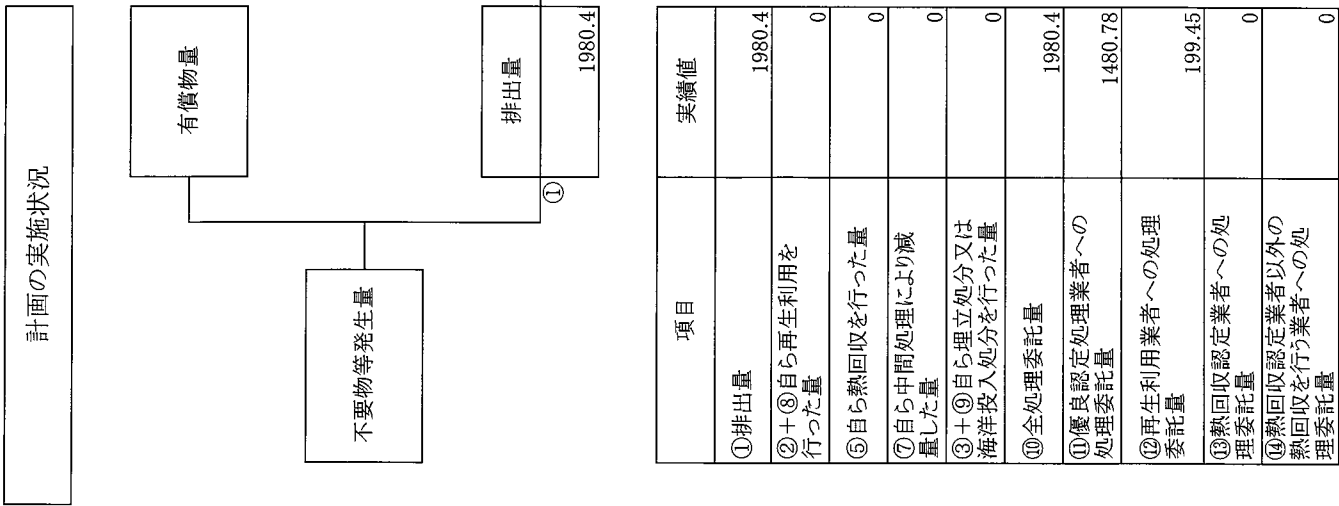 計画の実施状況
有償物量
不要物等発生量
①
排出量
1980.4
項目
実績値
①排出量
1980.4
②+⑧自ら再生利用を
行った量
0
⑤自ら熱回収を行った量
0
⑦自ら中間処理により減
量した量
0
③+⑨自ら埋立処分又は
海洋投入処分を行った量
0
⑩全処理委託量
1980.4
⑪優良認定処理業者への
処理委託量
1480.78
⑫再生利用業者への処理
委託量
199.45
⑬熱回収認定業者への処
理委託量
0
⑭熱回収認定業者以外の
熱回収を行う業者への処
理委託量
0